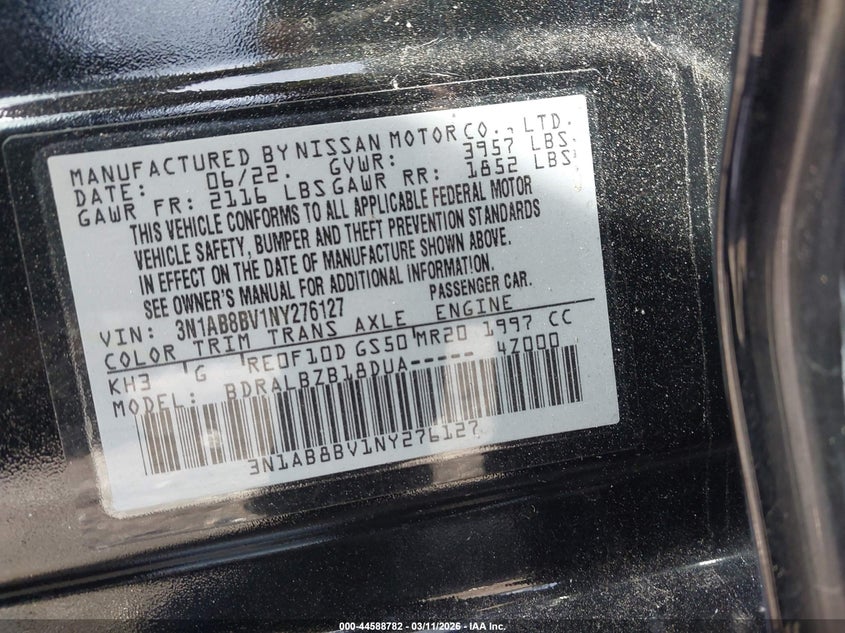 MANUFACTURED BY NISSAN MOTOR CO., LTD.
DATE: 06/22. GVWR: 3957 LBS.
GAWR FR: 2116 LBS GAWR RR: 1852 LBS
THIS VEHICLE CONFORMS TO ALL APPLICABLE FEDERAL MOTOR
VEHICLE SAFETY, BUMPER AND THEFT PREVENTION STANDARDS
IN EFFECT ON THE DATE OF MANUFACTURE SHOWN ABOVE.
SEE OWNER'S MANUAL FOR ADDITIONAL INFORMATION.
VIN: 3N1AB8BV1NY276127 PASSENGER CAR.
COLOR TRIM TRANS AXLE ENGINE
KH3 G RE0F10D GS50 MR20 1997 CC
MODEL: BDRALBZB18DUA----- 4Z000
3N1AB8BV1NY276127
000-44588782 -- 03/11/2026 -- IAA Inc.